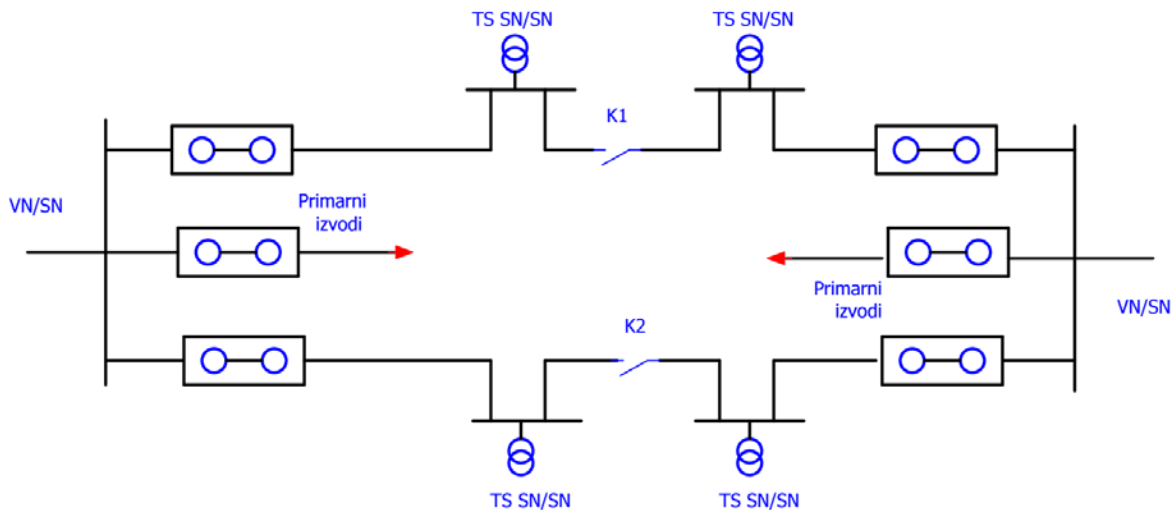 TS SN/SN
TS SN/SN
K1
VN/SN
Primarni
izvodi
Primarni
izvodi
VN/SN
K2
TS SN/SN
TS SN/SN